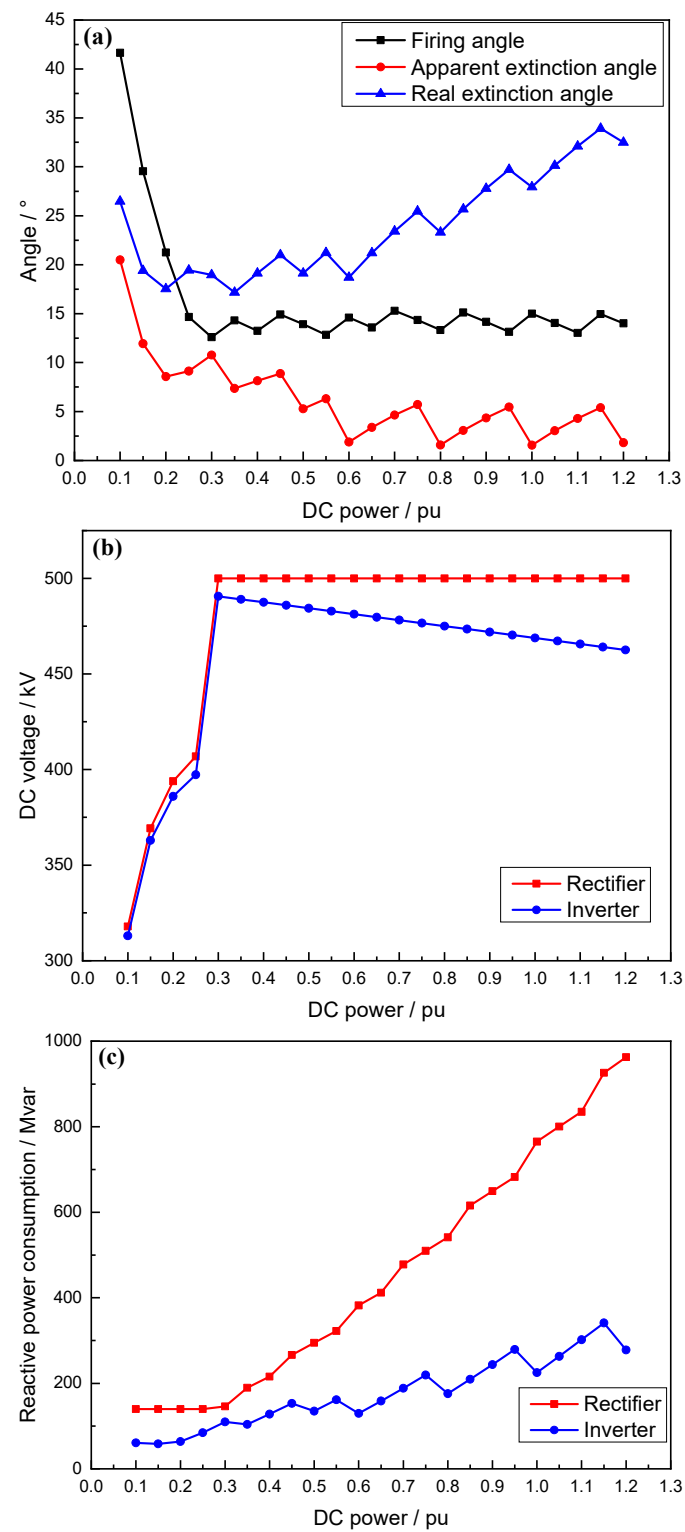 (a)
Firing angle
Apparent extinction angle
Real extinction angle
Angle / °
45
40
35
30
25
20
15
10
5
0
0.0 0.1 0.2 0.3 0.4 0.5 0.6 0.7 0.8 0.9 1.0 1.1 1.2 1.3
DC power / pu
(b)
DC voltage / kV
500
450
400
350
300
Rectifier
Inverter
0.0 0.1 0.2 0.3 0.4 0.5 0.6 0.7 0.8 0.9 1.0 1.1 1.2 1.3
DC power / pu
(c)
Reactive power consumption / Mvar
1000
800
600
400
200
0
Rectifier
Inverter
0.0 0.1 0.2 0.3 0.4 0.5 0.6 0.7 0.8 0.9 1.0 1.1 1.2 1.3
DC power / pu